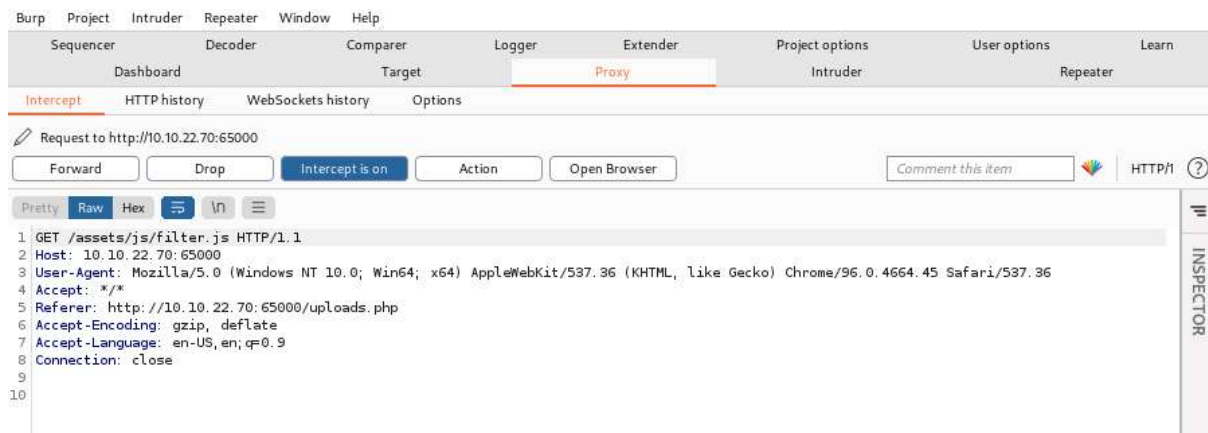 Burp Project Intruder Repeater Window Help
Sequencer Decoder Comparer Logger Extender Project options User options Learn
Dashboard Target Proxy Intruder Repeater
Intercept HTTP history WebSockets history Options
Request to http://10.10.22.70:65000
Forward Drop Intercept is on Action Open Browser Comment this item HTTP/1 ?
Pretty Raw Hex \n
1 GET /assets/js/filter.js HTTP/1.1
2 Host: 10.10.22.70:65000
3 User-Agent: Mozilla/5.0 (Windows NT 10.0; Win64; x64) AppleWebKit/537.36 (KHTML, like Gecko) Chrome/96.0.4664.45 Safari/537.36
4 Accept: */*
5 Referer: http://10.10.22.70:65000/uploads.php
6 Accept-Encoding: gzip, deflate
7 Accept-Language: en-US,en;q=0.9
8 Connection: close
9
10
INSPECTOR